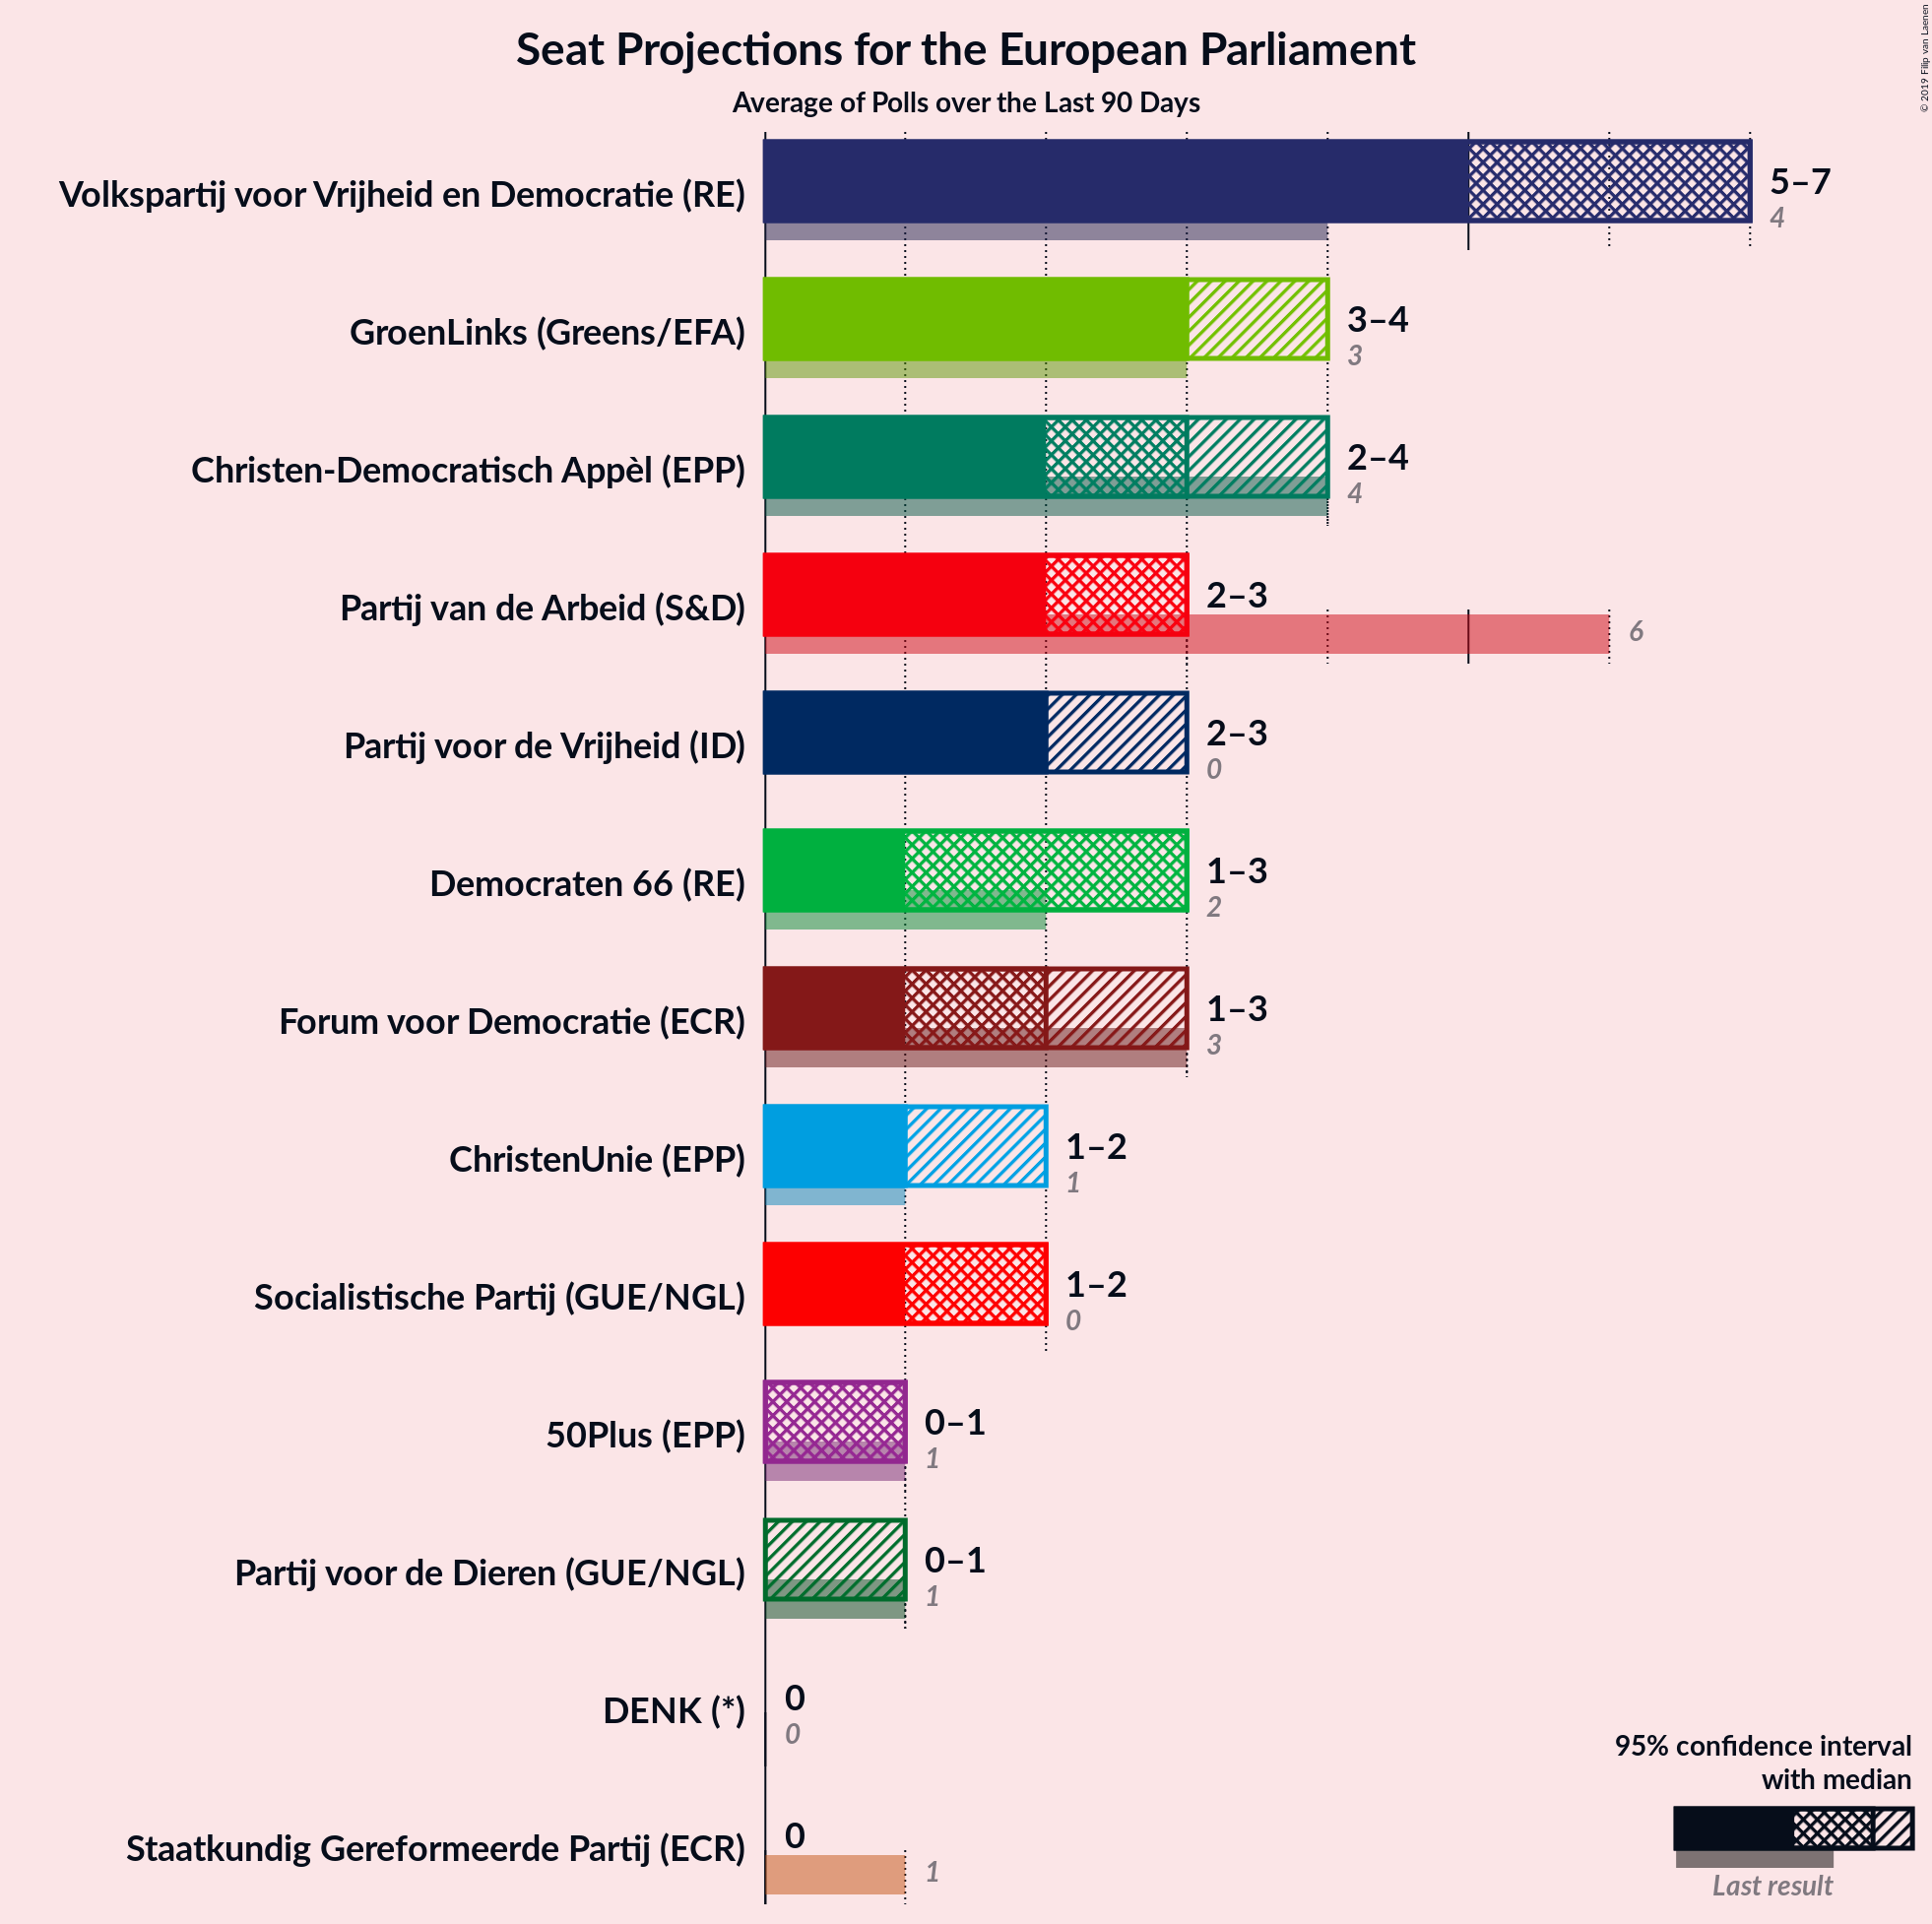 Seat Projections for the European Parliament
Average of Polls over the Last 90 Days
© 2019 Filip van Laenen
Volkspartij voor Vrijheid en Democratie (RE)
5–7
4
GroenLinks (Greens/EFA)
3–4
3
Christen-Democratisch Appèl (EPP)
2–4
4
Partij van de Arbeid (S&D)
2–3
6
Partij voor de Vrijheid (ID)
2–3
0
Democraten 66 (RE)
1–3
2
Forum voor Democratie (ECR)
1–3
3
ChristenUnie (EPP)
1–2
1
Socialistische Partij (GUE/NGL)
1–2
0
50Plus (EPP)
0–1
1
Partij voor de Dieren (GUE/NGL)
0–1
1
DENK (*)
0
0
Staatkundig Gereformeerde Partij (ECR)
0
1
95% confidence interval
with median
Last result